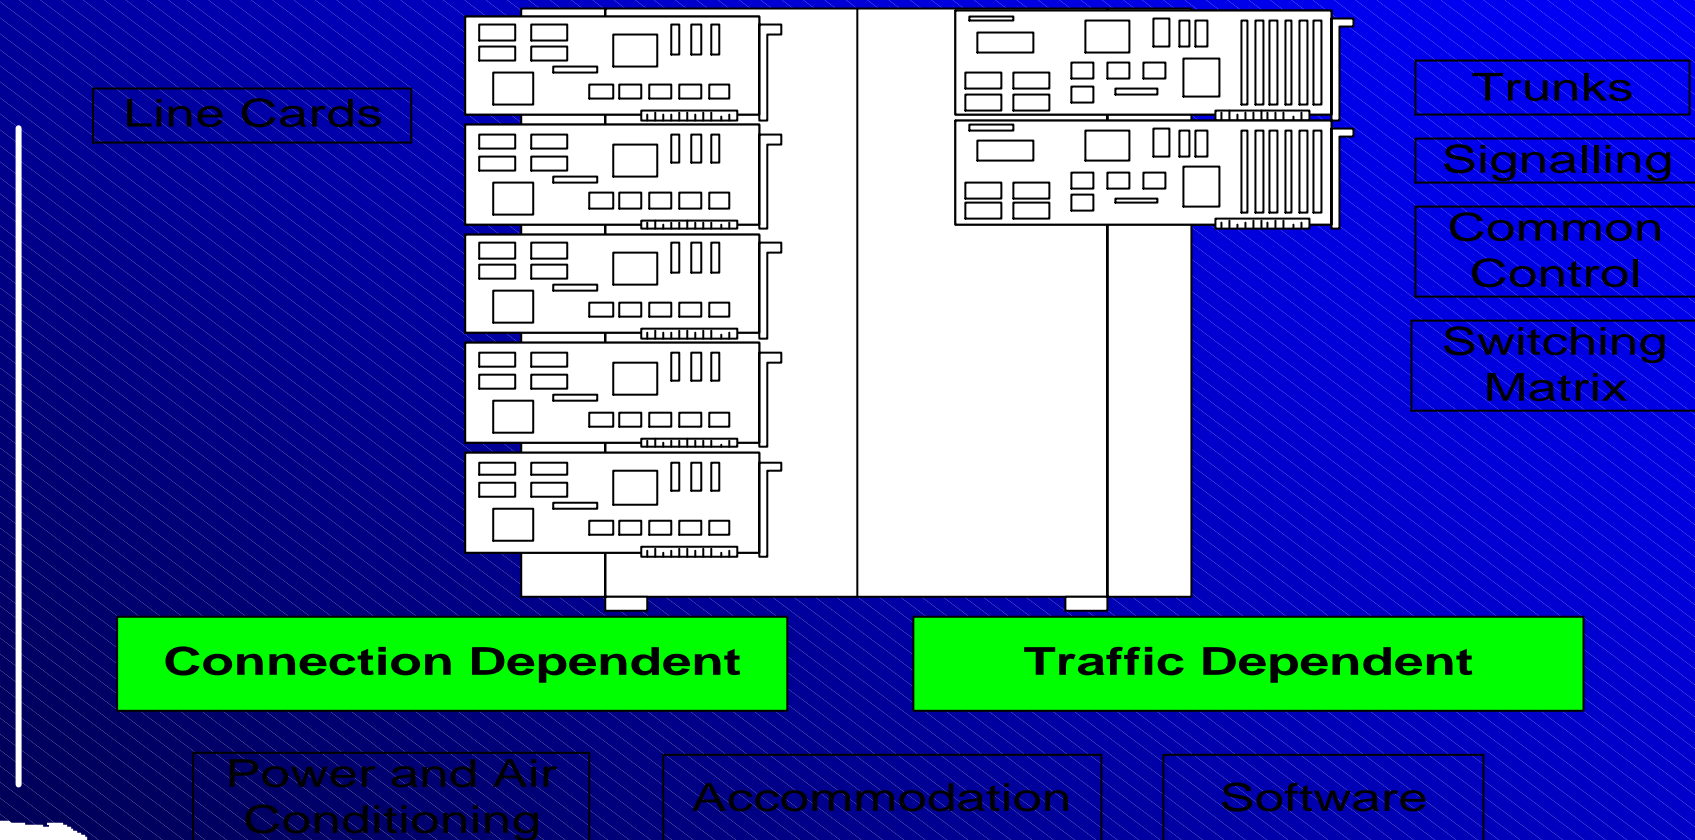 Line Cards
Trunks
Signalling
Common
Control
Switching
Matrix
Connection Dependent
Traffic Dependent
Power and Air
Conditioning
Accommodation
Software